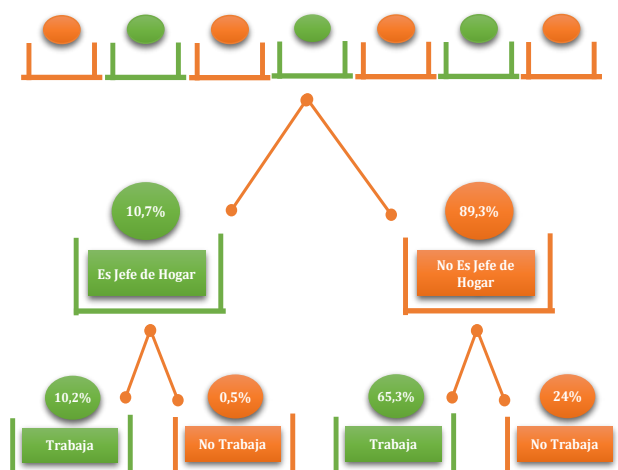 10,7%
89,3%
Es Jefe de Hogar
No Es Jefe de
Hogar
10,2%
0,5%
65,3%
24%
Trabaja
No Trabaja
Trabaja
No Trabaja